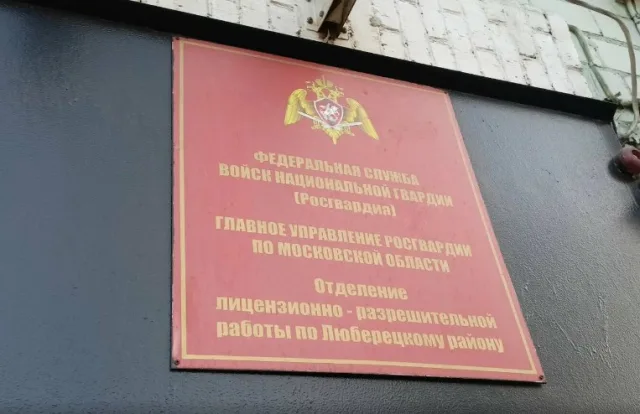 ФЕДЕРАЛЬНАЯ СЛУЖБА
ВОЙСК НАЦИОНАЛЬНОЙ ГВАРДИИ
(Росгвардия)
ГЛАВНОЕ УПРАВЛЕНИЕ РОСГВАРДИИ
ПО МОСКОВСКОЙ ОБЛАСТИ
Отделение
лицензионно - разрешительной
работы по Люберецкому району